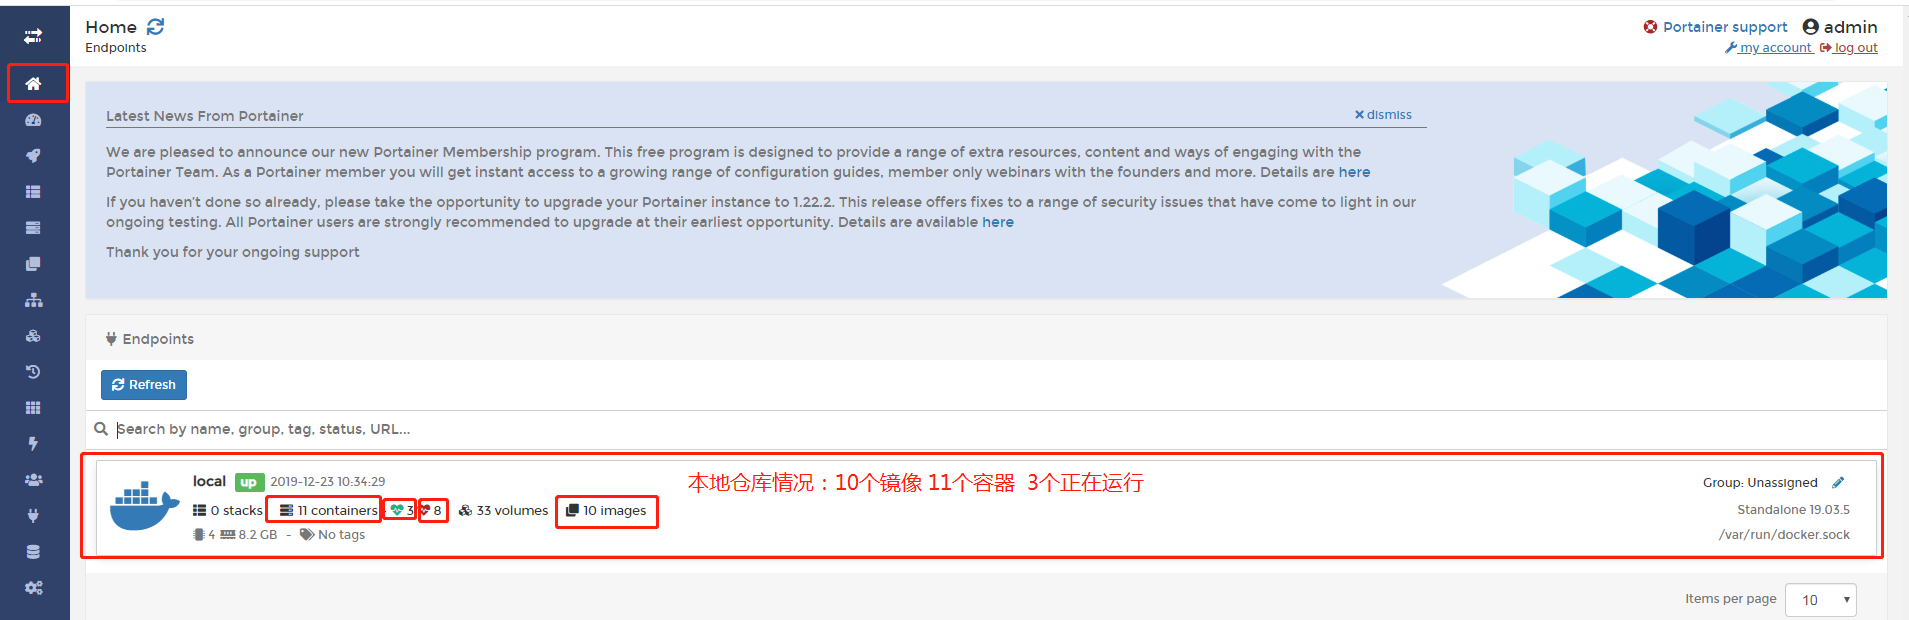 Home
Endpoints
Portainer support
admin
my account
log out
Latest News From Portainer
dismiss
We are pleased to announce our new Portainer Membership program. This free program is designed to provide a range of extra resources, content and ways of engaging with the
Portainer Team. As a Portainer member you will get instant access to a growing range of configuration guides, member only webinars with the founders and more. Details are here
If you haven't done so already, please take the opportunity to upgrade your Portainer instance to 1.22.2. This release offers fixes to a range of security issues that have come to light in our
ongoing testing. All Portainer users are strongly recommended to upgrade at their earliest opportunity. Details are available here
Thank you for your ongoing support
Endpoints
Refresh
Search by name, group, tag, status, URL...
local up 2019-12-23 10:34:29
本地仓库情况：10个镜像 11个容器 3个正在运行
Group: Unassigned
0 stacks 11 containers - 3 8 33 volumes 10 images
Standalone 19.03.5
4 8.2 GB - No tags
/var/run/docker.sock
Items per page 10